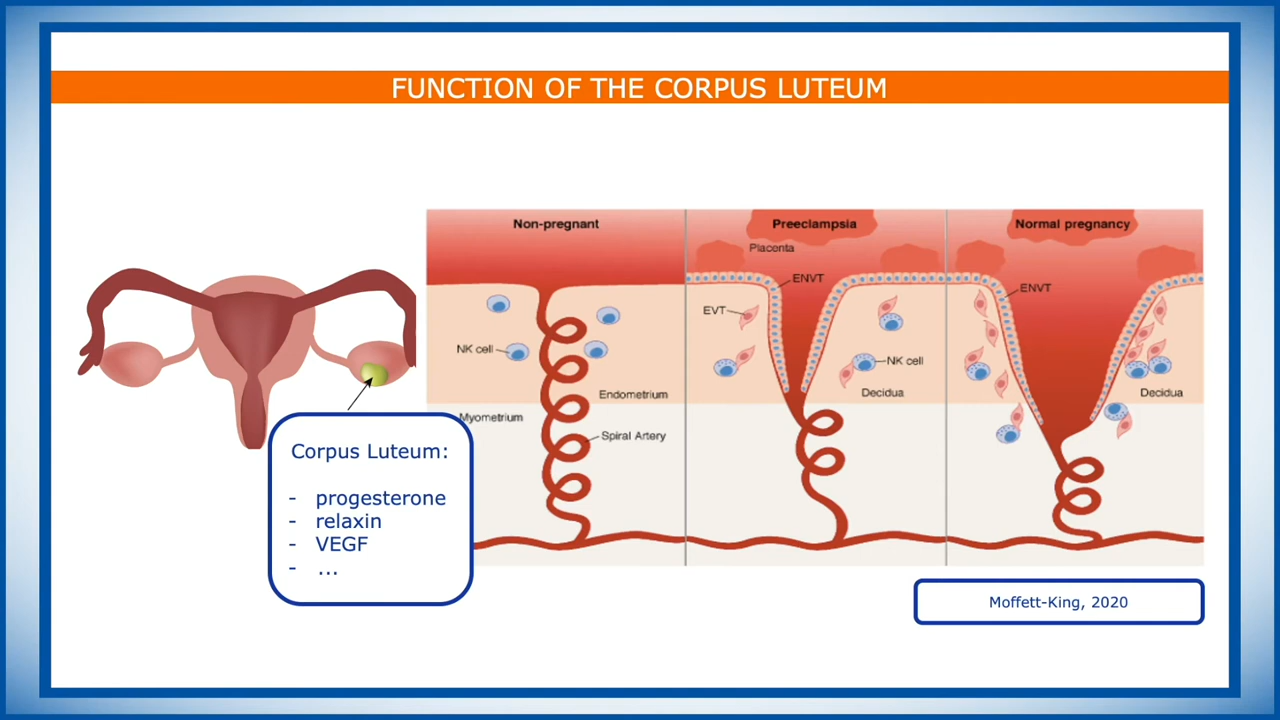 FUNCTION OF THE CORPUS LUTEUM
Non-pregnant
NK cell
Endometrium
Myometrium
Spiral Artery
Preeclampsia
Placenta
ENVT
EVT
NK cell
Decidua
Normal pregnancy
ENVT
Decidua
Corpus Luteum:
- progesterone
- relaxin
- VEGF
- ...
Moffett-King, 2020